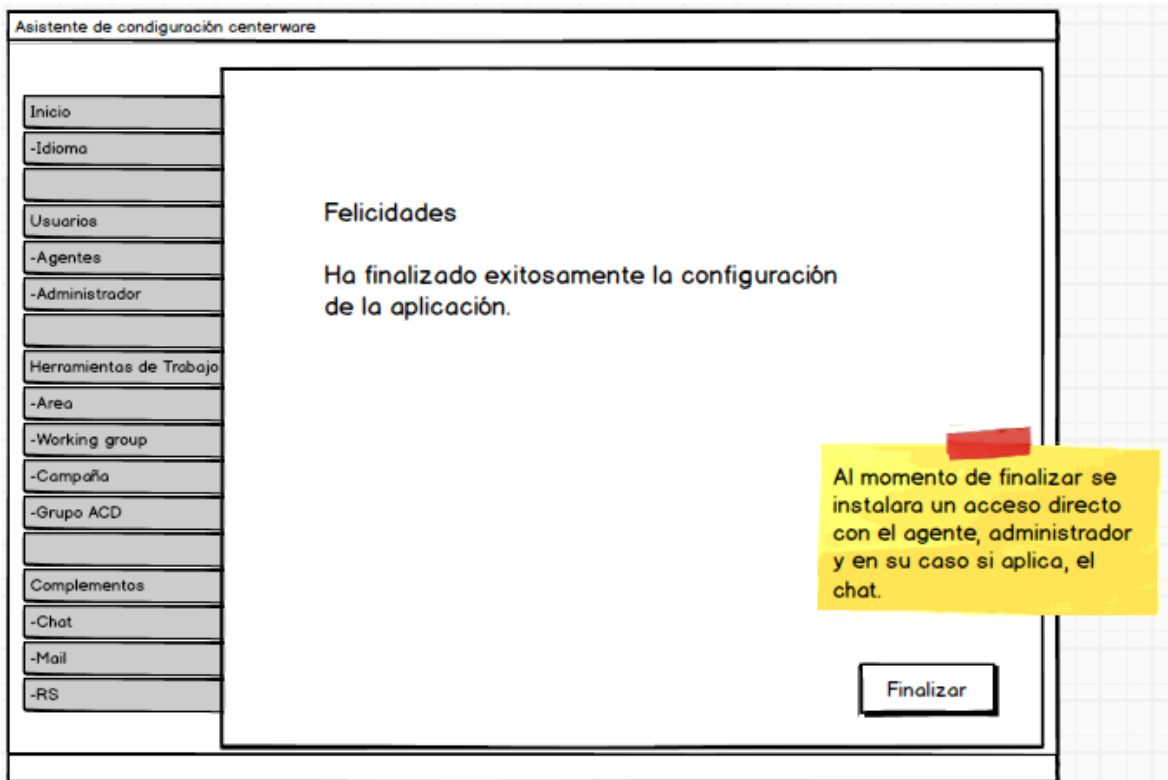 Asistente de condiguración centerware
Inicio
-Idioma
Usuarios
-Agentes
-Administrador
Herramientas de Trabajo
-Area
-Working group
-Campaña
-Grupo ACD
Complementos
-Chat
-Mail
-RS
Felicidades
Ha finalizado exitosamente la configuración
de la aplicación.
Al momento de finalizar se
instalara un acceso directo
con el agente, administrador
y en su caso si aplica, el
chat.
Finalizar